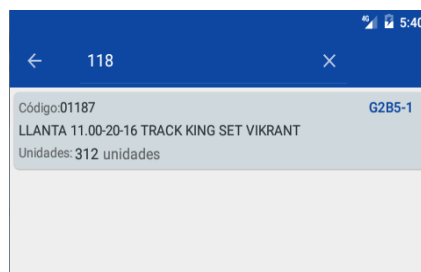 4G 5:40
118
Código:01187 G2B5-1
LLANTA 11.00-20-16 TRACK KING SET VIKRANT
Unidades: 312 unidades